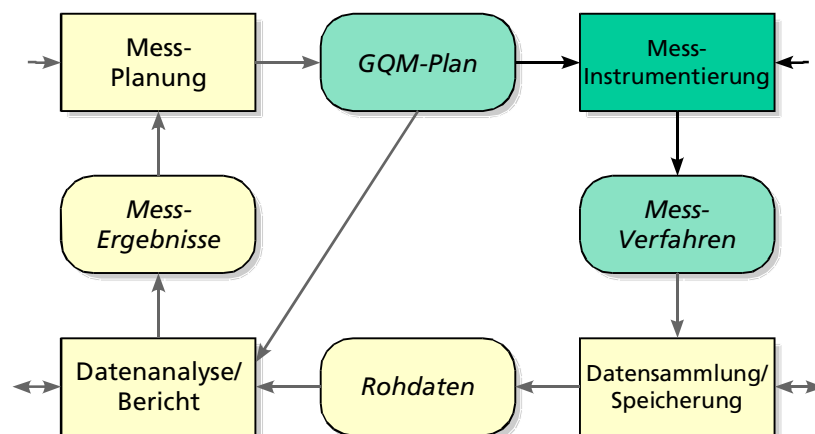 Mess-
Planung
GQM-Plan
Mess-
Instrumentierung
Mess-
Ergebnisse
Mess-
Verfahren
Datenanalyse/
Bericht
Rohdaten
Datensammlung/
Speicherung